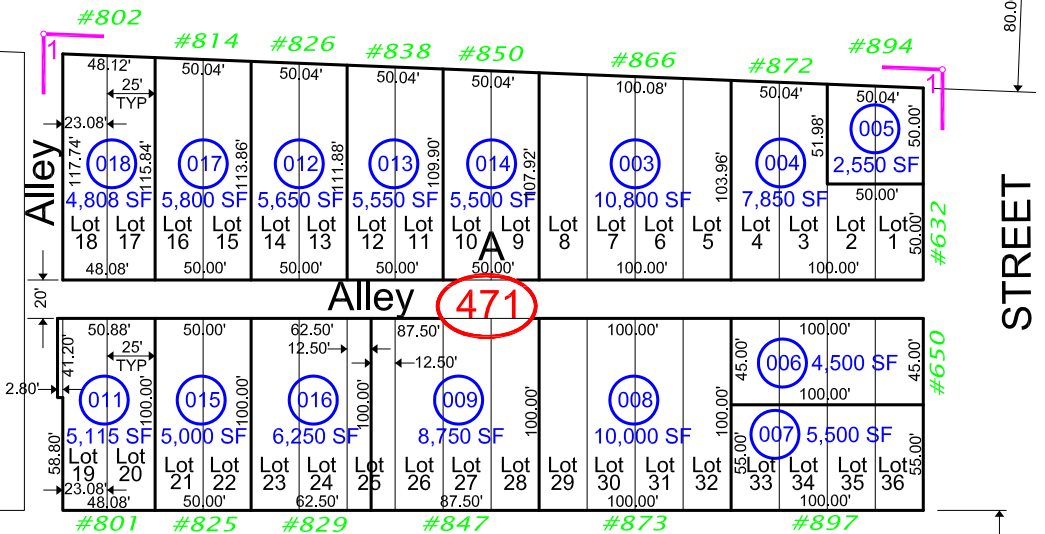 #802
#814
#826
#838
#850
#866
#872
#894
80.0
1
1
48.12'
50.04'
50.04'
50.04'
50.04'
100.08'
50.04'
50.04'
25'
TYP
23.08'
117.74'
115.84'
113.86'
111.88'
109.90'
107.92'
103.96'
51.98'
50.00'
Alley
018
017
012
013
014
003
004
005
4,808 SF
5,800 SF
5,650 SF
5,550 SF
5,500 SF
10,800 SF
7,850 SF
2,550 SF
50.00'
50.00'
#632
Lot 18
Lot 17
Lot 16
Lot 15
Lot 14
Lot 13
Lot 12
Lot 11
Lot 10
Lot 9
Lot 8
Lot 7
Lot 6
Lot 5
Lot 4
Lot 3
Lot 2
Lot 1
A
48.08'
50.00'
50.00'
50.00'
50.00'
100.00'
100.00'
STREET
20'
Alley
471
50.88'
50.00'
62.50'
87.50'
100.00'
100.00'
25'
TYP
12.50'
12.50'
41.20'
2.80'
100.00'
100.00'
100.00'
100.00'
100.00'
45.00'
006
4,500 SF
45.00'
#650
100.00'
011
015
016
009
008
5,115 SF
5,000 SF
6,250 SF
8,750 SF
10,000 SF
007
5,500 SF
58.80'
55.00'
55.00'
Lot 19
Lot 20
Lot 21
Lot 22
Lot 23
Lot 24
Lot 25
Lot 26
Lot 27
Lot 28
Lot 29
Lot 30
Lot 31
Lot 32
Lot 33
Lot 34
Lot 35
Lot 36
23.08'
48.08'
50.00'
62.50'
87.50'
100.00'
100.00'
#801
#825
#829
#847
#873
#897